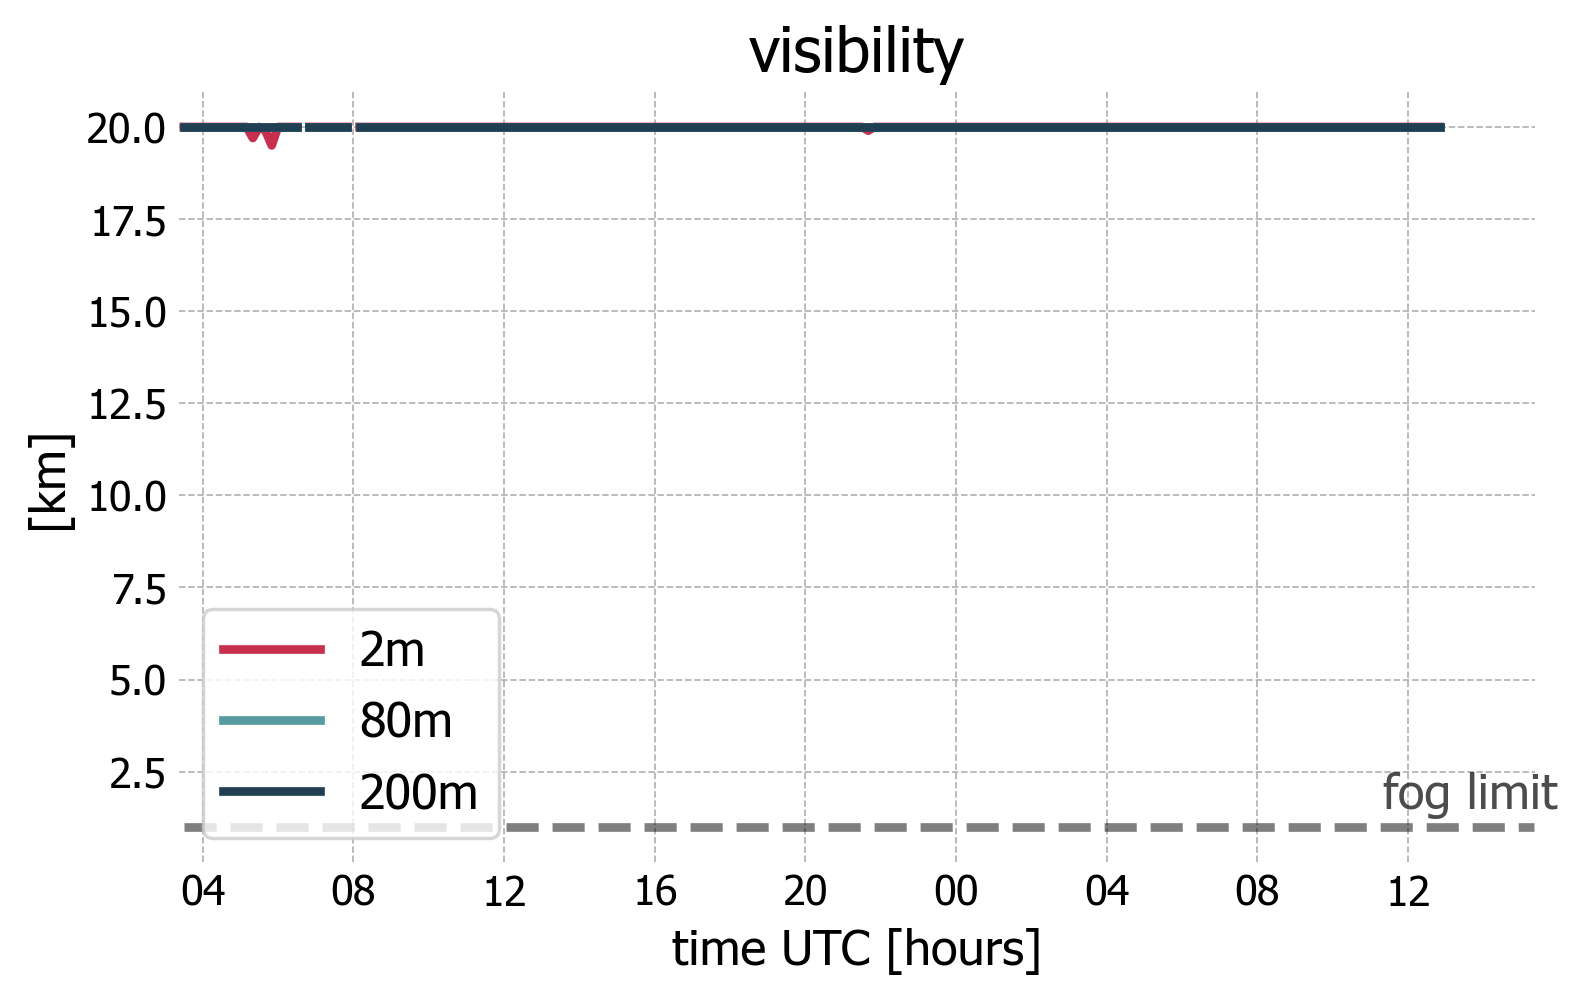 visibility
20.0
17.5
15.0
12.5
10.0
7.5
5.0
2.5
[km]
2m
80m
200m
fog limit
04 08 12 16 20 00 04 08 12
time UTC [hours]